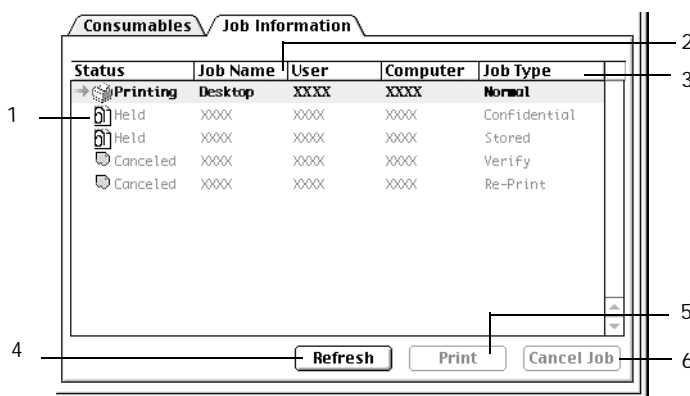 Consumables Job Information
2
Status Job Name User Computer Job Type
3
Printing Desktop XXXX XXXX Normal
1
Held XXXX XXXX XXXX Confidential
Held XXXX XXXX XXXX Stored
Canceled XXXX XXXX XXXX Verify
Canceled XXXX XXXX XXXX Re-Print
5
4
Refresh Print Cancel Job
6